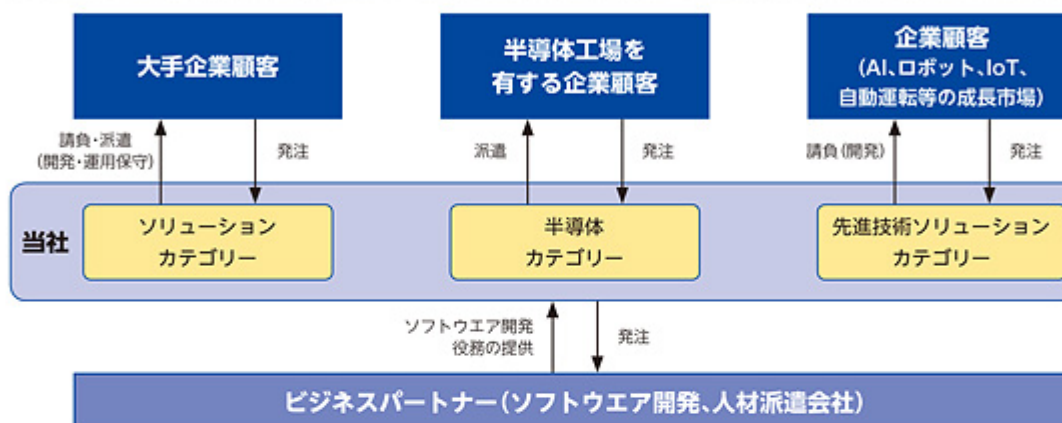 大手企業顧客
半導体工場を
有する企業顧客
企業顧客
(AI、ロボット、IoT、
自動運転等の成長市場)
請負・派遣
(開発・運用保守)
発注
派遣
発注
請負(開発)
発注
当社
ソリューション
カテゴリー
半導体
カテゴリー
先進技術ソリューション
カテゴリー
ソフトウエア開発
役務の提供
発注
ビジネスパートナー(ソフトウエア開発、人材派遣会社)